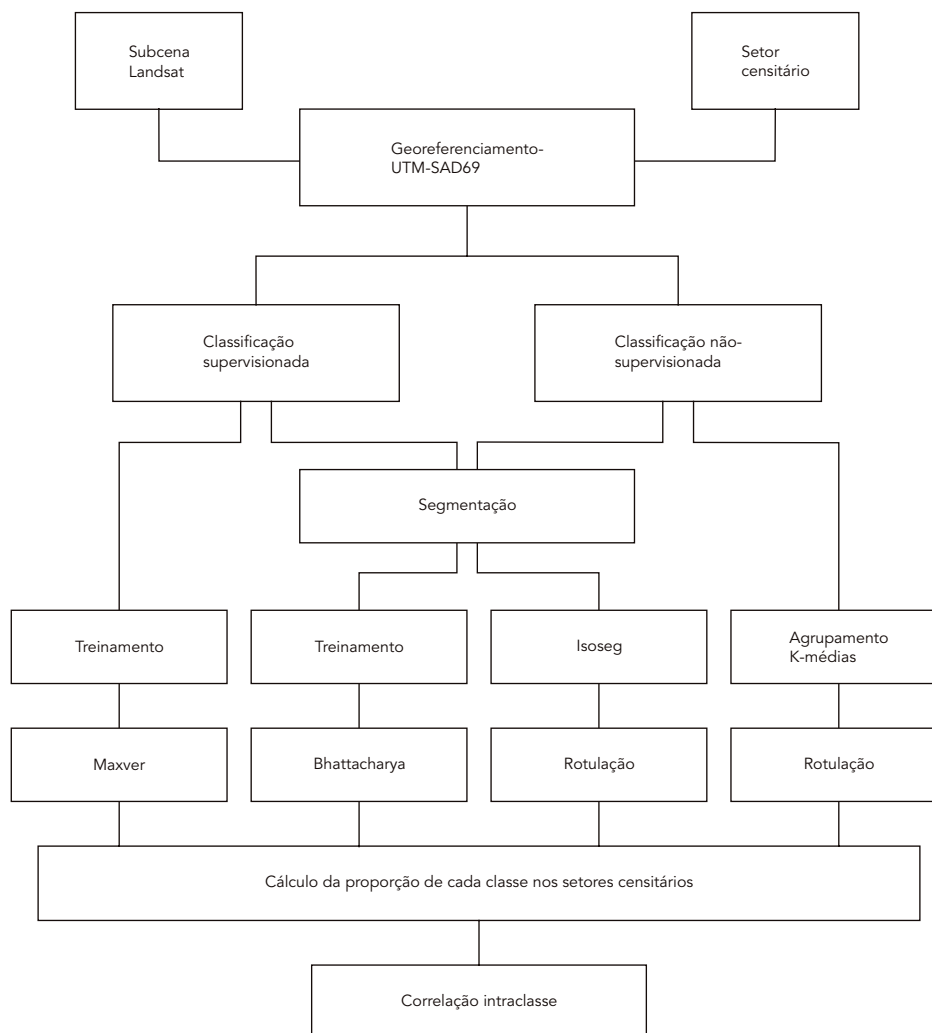 Subcena
Landsat
Setor
censitário
Georeferenciamento-
UTM-SAD69
Classificação
supervisionada
Classificação não-
supervisionada
Segmentação
Treinamento
Treinamento
Isoseg
Agrupamento
K-médias
Maxver
Bhattacharya
Rotulação
Rotulação
Cálculo da proporção de cada classe nos setores censitários
Correlação intraclasse